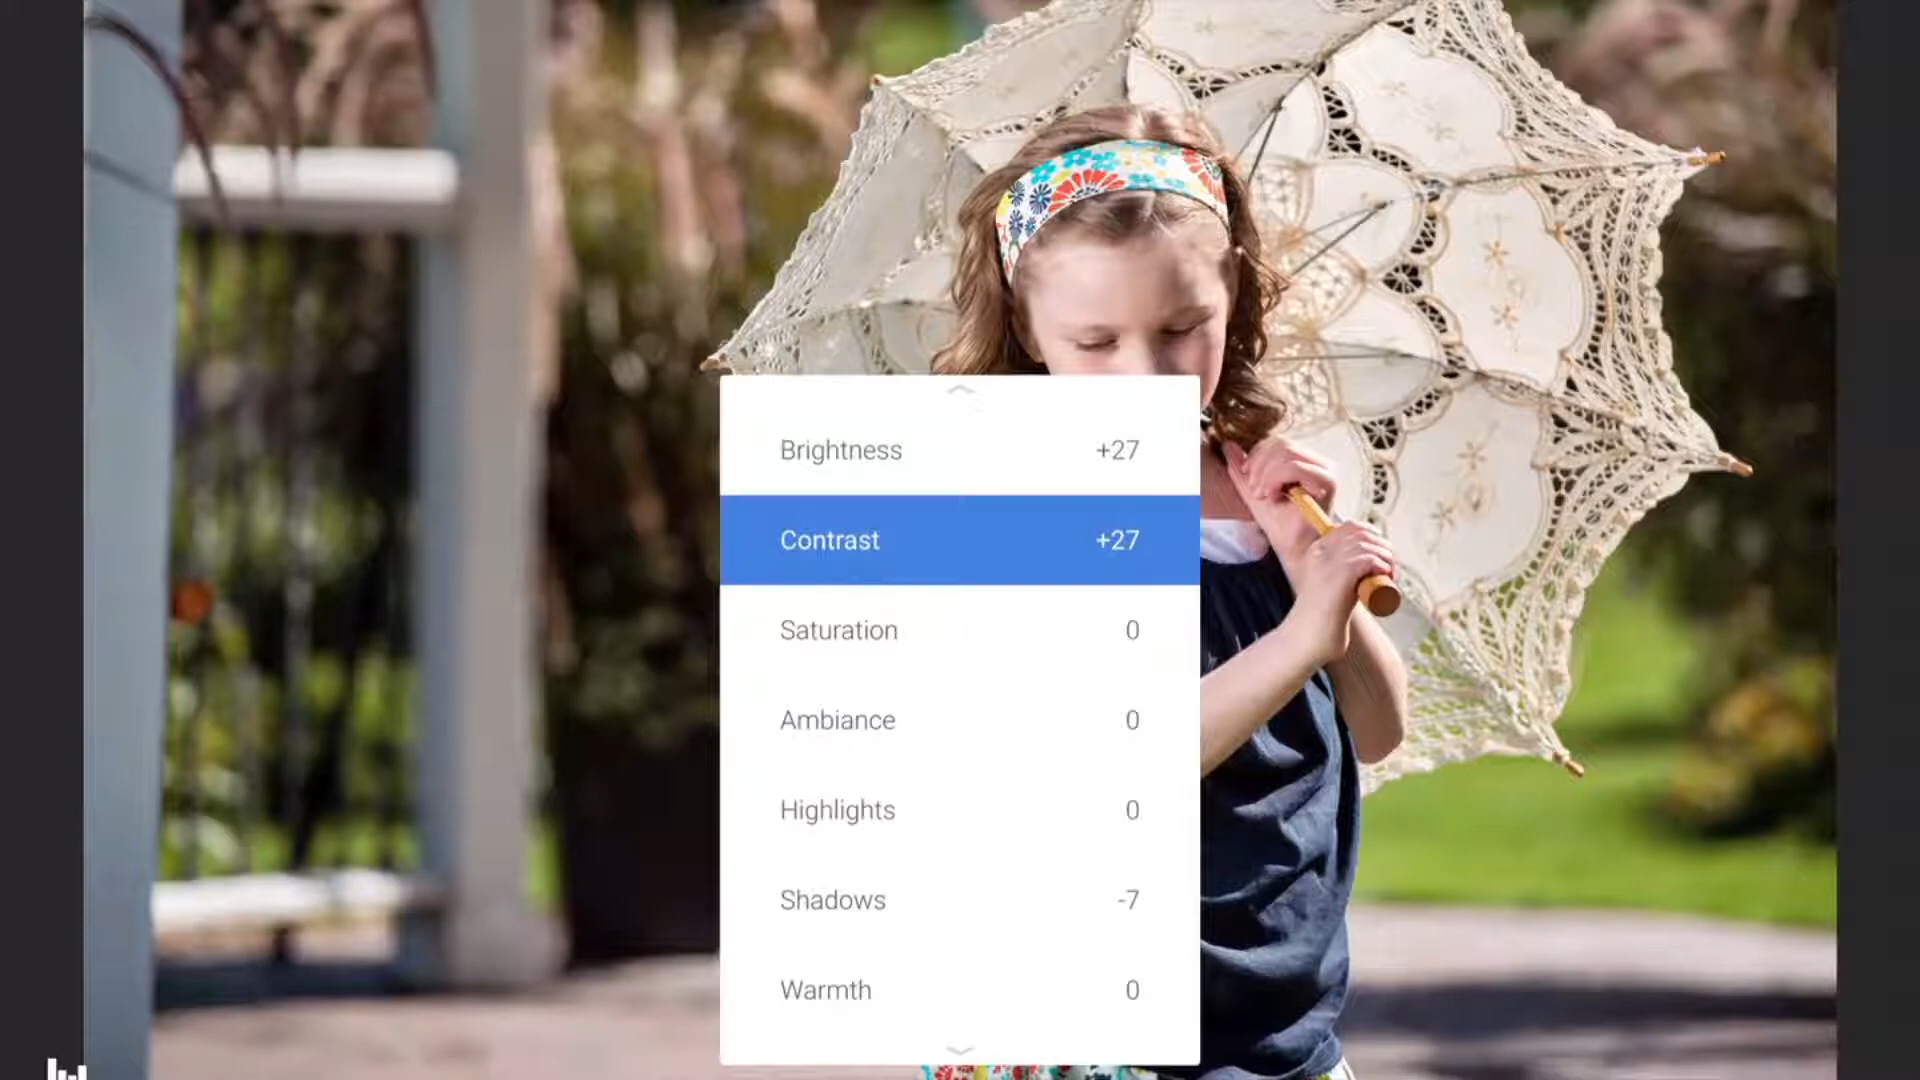 Brightness +27
Contrast +27
Saturation 0
Ambiance 0
Highlights 0
Shadows -7
Warmth 0